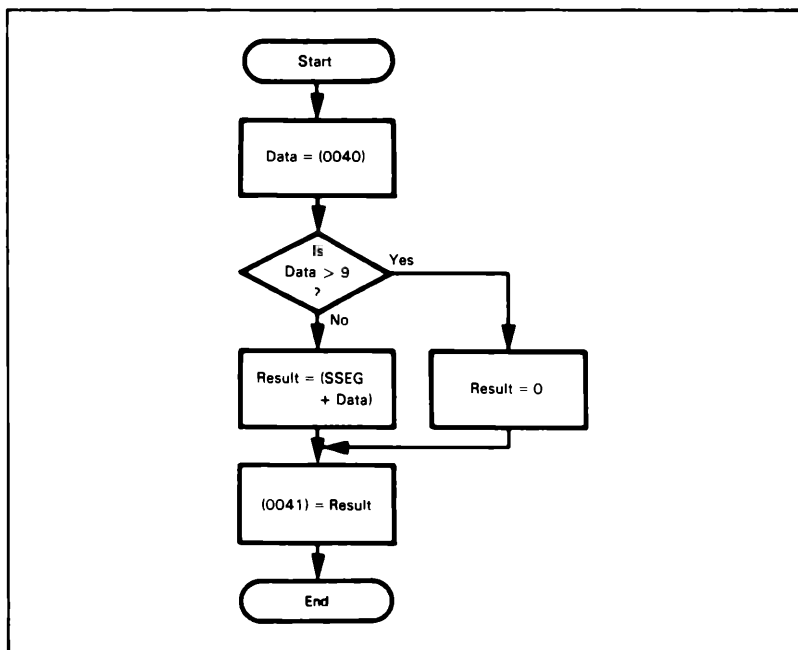 Start
Data = (0040)
Is
Data > 9
?
Yes
No
Result = (SSEG
+ Data)
Result = 0
(0041) = Result
End